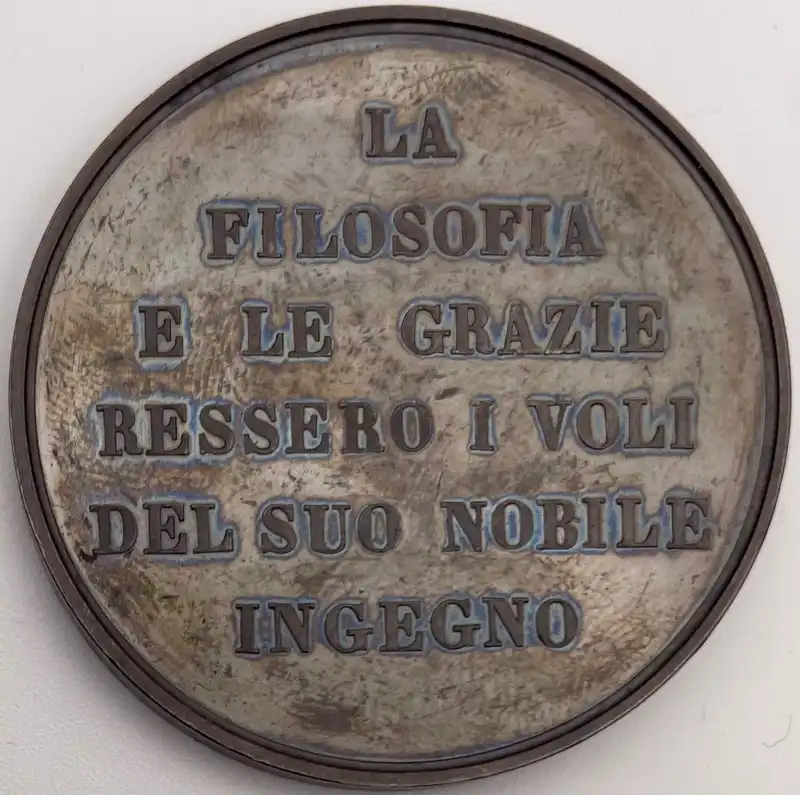 LA
FILOSOFIA
E LE GRAZIE
RESSERO I VOLI
DEL SUO NOBILE
INGEGNO